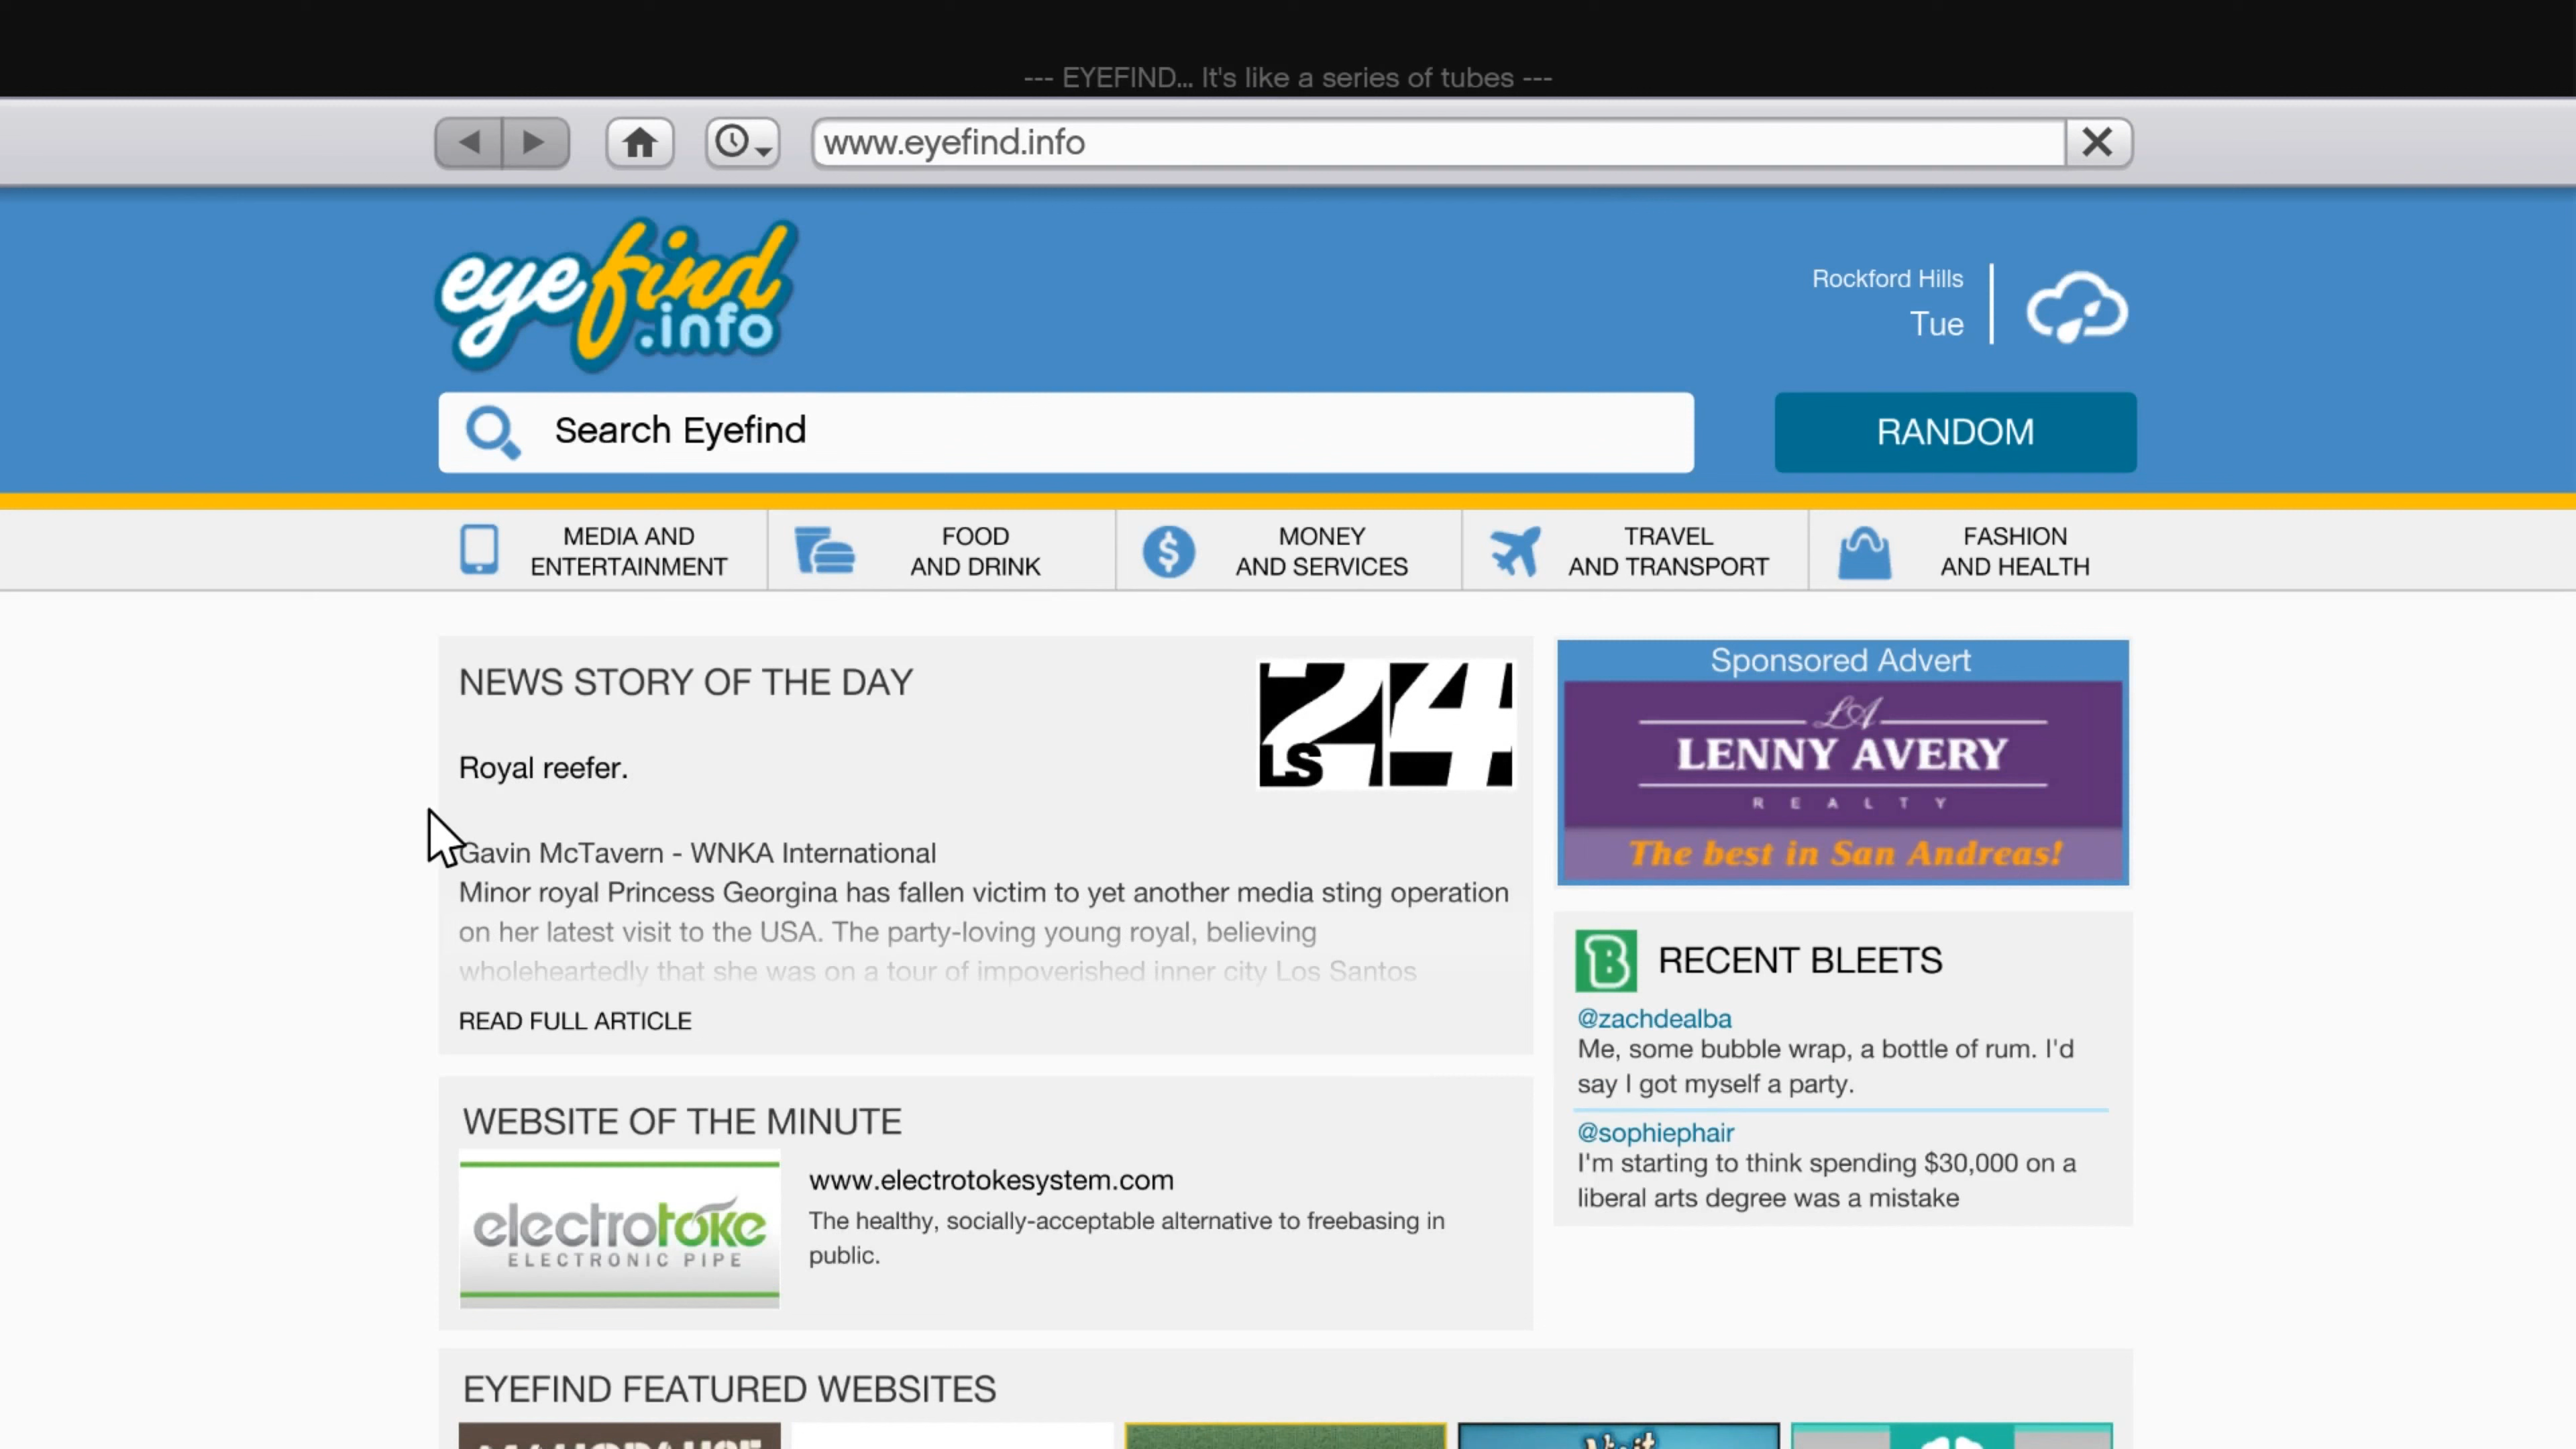 --- EYEFIND... It's like a series of tubes ---
www.eyefind.info
eyefind
.info
Rockford Hills
Tue
Search Eyefind
RANDOM
MEDIA AND
ENTERTAINMENT
FOOD
AND DRINK
MONEY
AND SERVICES
TRAVEL
AND TRANSPORT
FASHION
AND HEALTH
NEWS STORY OF THE DAY
24
LS
Royal reefer.
Gavin McTavern - WNKA International
Minor royal Princess Georgina has fallen victim to yet another media sting operation
on her latest visit to the USA. The party-loving young royal, believing
wholeheartedly that she was on a tour of impoverished inner city Los Santos
READ FULL ARTICLE
Sponsored Advert
LA
LENNY AVERY
REALTY
The best in San Andreas!
B
RECENT BLEETS
@zachdealba
Me, some bubble wrap, a bottle of rum. I'd
say I got myself a party.
@sophiephair
I'm starting to think spending $30,000 on a
liberal arts degree was a mistake
WEBSITE OF THE MINUTE
electrotoke
ELECTRONIC PIPE
www.electrotokesystem.com
The healthy, socially-acceptable alternative to freebasing in
public.
EYEFIND FEATURED WEBSITES
Visit